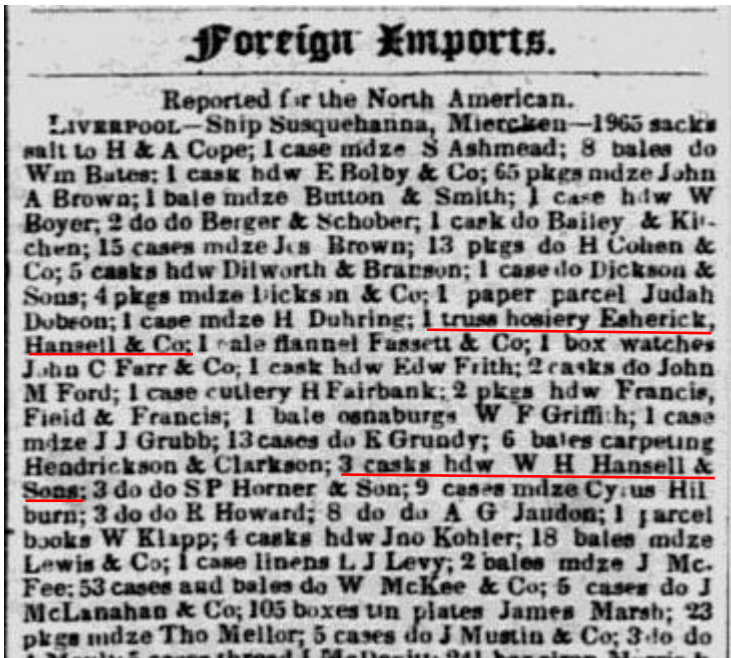 Foreign Imports.
Reported for the North American.
LIVERPOOL—Ship Susquehanna, Miercken—1965 sacks
salt to H & A Cope; 1 case mdze S Ashmead; 8 bales do
Wm Bates; 1 cask hdw E Bolby & Co; 65 pkgs mdze John
A Brown; 1 bale mdze Button & Smith; 1 case hdw W
Boyer; 2 do do Berger & Schober; 1 cask do Bailey & Kit-
chen; 15 cases mdze Jas Brown; 13 pkgs do H Cohen &
Co; 5 casks hdw Dilworth & Branson; 1 case do Dickson &
Sons; 4 pkgs mdze Dickson & Co; 1 paper parcel Judah
Dobson; 1 case mdze H Duhring; 1 truss hosiery Esherick,
Hansell & Co; 1 bale flannel Fassett & Co; 1 box watches
John C Farr & Co; 1 cask hdw Edw Frith; 2 casks do John
M Ford; 1 case cutlery H Fairbank; 2 pkgs hdw Francis,
Field & Francis; 1 bale osnaburgs W F Griffith; 1 case
mdze J J Grubb; 13 cases do E Grundy; 6 bales carpeting
Hendrickson & Clarkson; 3 casks hdw W H Hansell &
Sons; 3 do do S P Horner & Son; 9 cases mdze Cyrus Hil
burn; 3 do do R Howard; 8 do do A G Jaudon; 1 parcel
books W Klapp; 4 casks hdw Jno Kohler; 18 bales mdze
Lewis & Co; 1 case linens L J Levy; 2 bales mdze J Mc-
Fee; 53 cases and bales do W McKee & Co; 5 cases do J
McLanahan & Co; 105 boxes tin plates James Marsh; 23
pkgs mdze Tho Mellor; 5 cases do J Mustin & Co; 3 do do